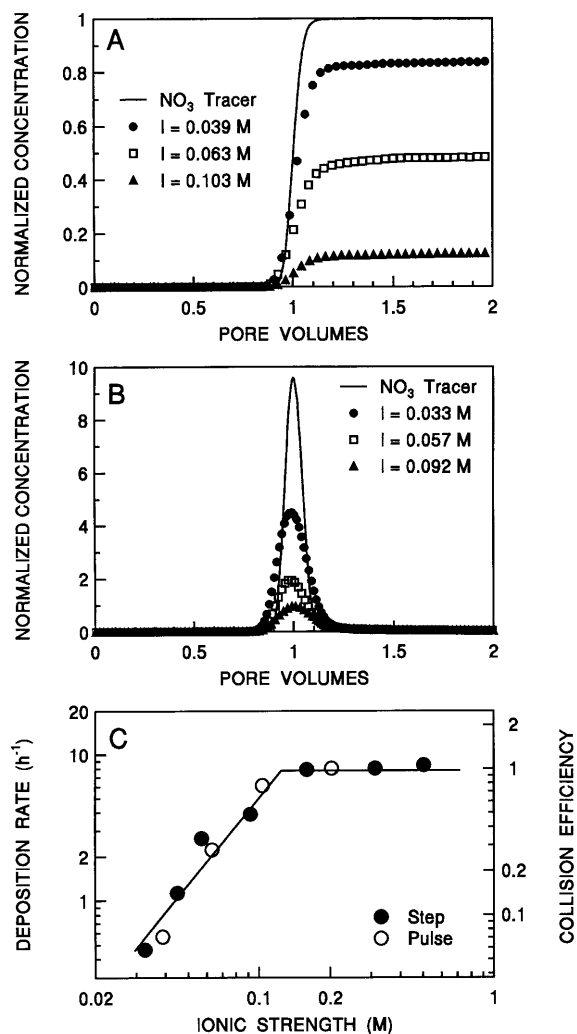 A
NORMALIZED CONCENTRATION
1
0.8
0.6
0.4
0.2
0
NO3 Tracer
I = 0.039 M
I = 0.063 M
I = 0.103 M
0 0.5 1 1.5 2
PORE VOLUMES
B
NORMALIZED CONCENTRATION
10
8
6
4
2
0
NO3 Tracer
I = 0.033 M
I = 0.057 M
I = 0.092 M
0 0.5 1 1.5 2
PORE VOLUMES
C
DEPOSITION RATE (h-1)
20
10
2
1
COLLISION EFFICIENCY
2
1
0.2
0.1
Step
Pulse
0.02 0.1 0.2 1
IONIC STRENGTH (M)